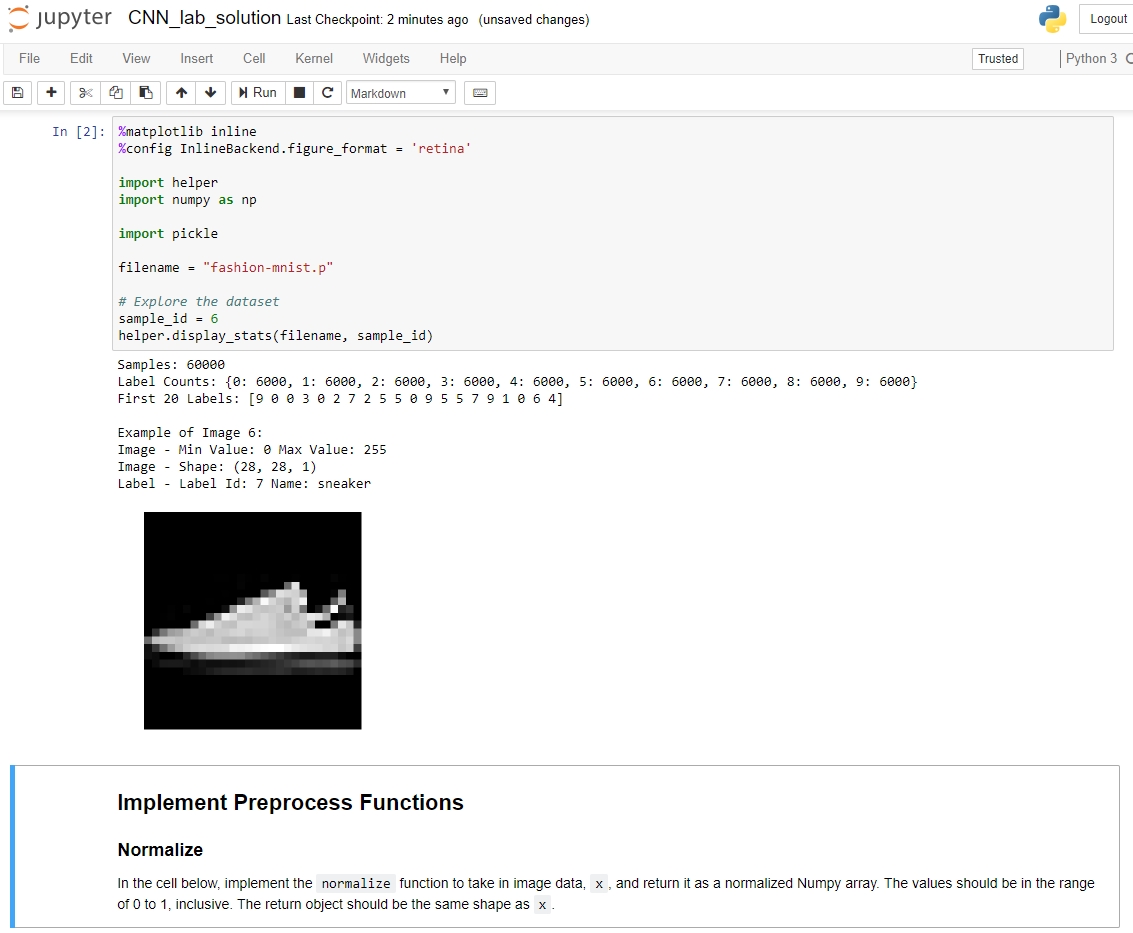 jupyter CNN_lab_solution Last Checkpoint: 2 minutes ago (unsaved changes)
Logout
File Edit View Insert Cell Kernel Widgets Help
Trusted
Python 3
Run
Markdown
In [2]:
%matplotlib inline
%config InlineBackend.figure_format = 'retina'
import helper
import numpy as np
import pickle
filename = "fashion-mnist.p"
# Explore the dataset
sample_id = 6
helper.display_stats(filename, sample_id)
Samples: 60000
Label Counts: {0: 6000, 1: 6000, 2: 6000, 3: 6000, 4: 6000, 5: 6000, 6: 6000, 7: 6000, 8: 6000, 9: 6000}
First 20 Labels: [9 0 0 3 0 2 7 2 5 5 0 9 5 5 7 9 1 0 6 4]
Example of Image 6:
Image - Min Value: 0 Max Value: 255
Image - Shape: (28, 28, 1)
Label - Label Id: 7 Name: sneaker
Implement Preprocess Functions
Normalize
In the cell below, implement the normalize function to take in image data, x, and return it as a normalized Numpy array. The values should be in the range
of 0 to 1, inclusive. The return object should be the same shape as x.